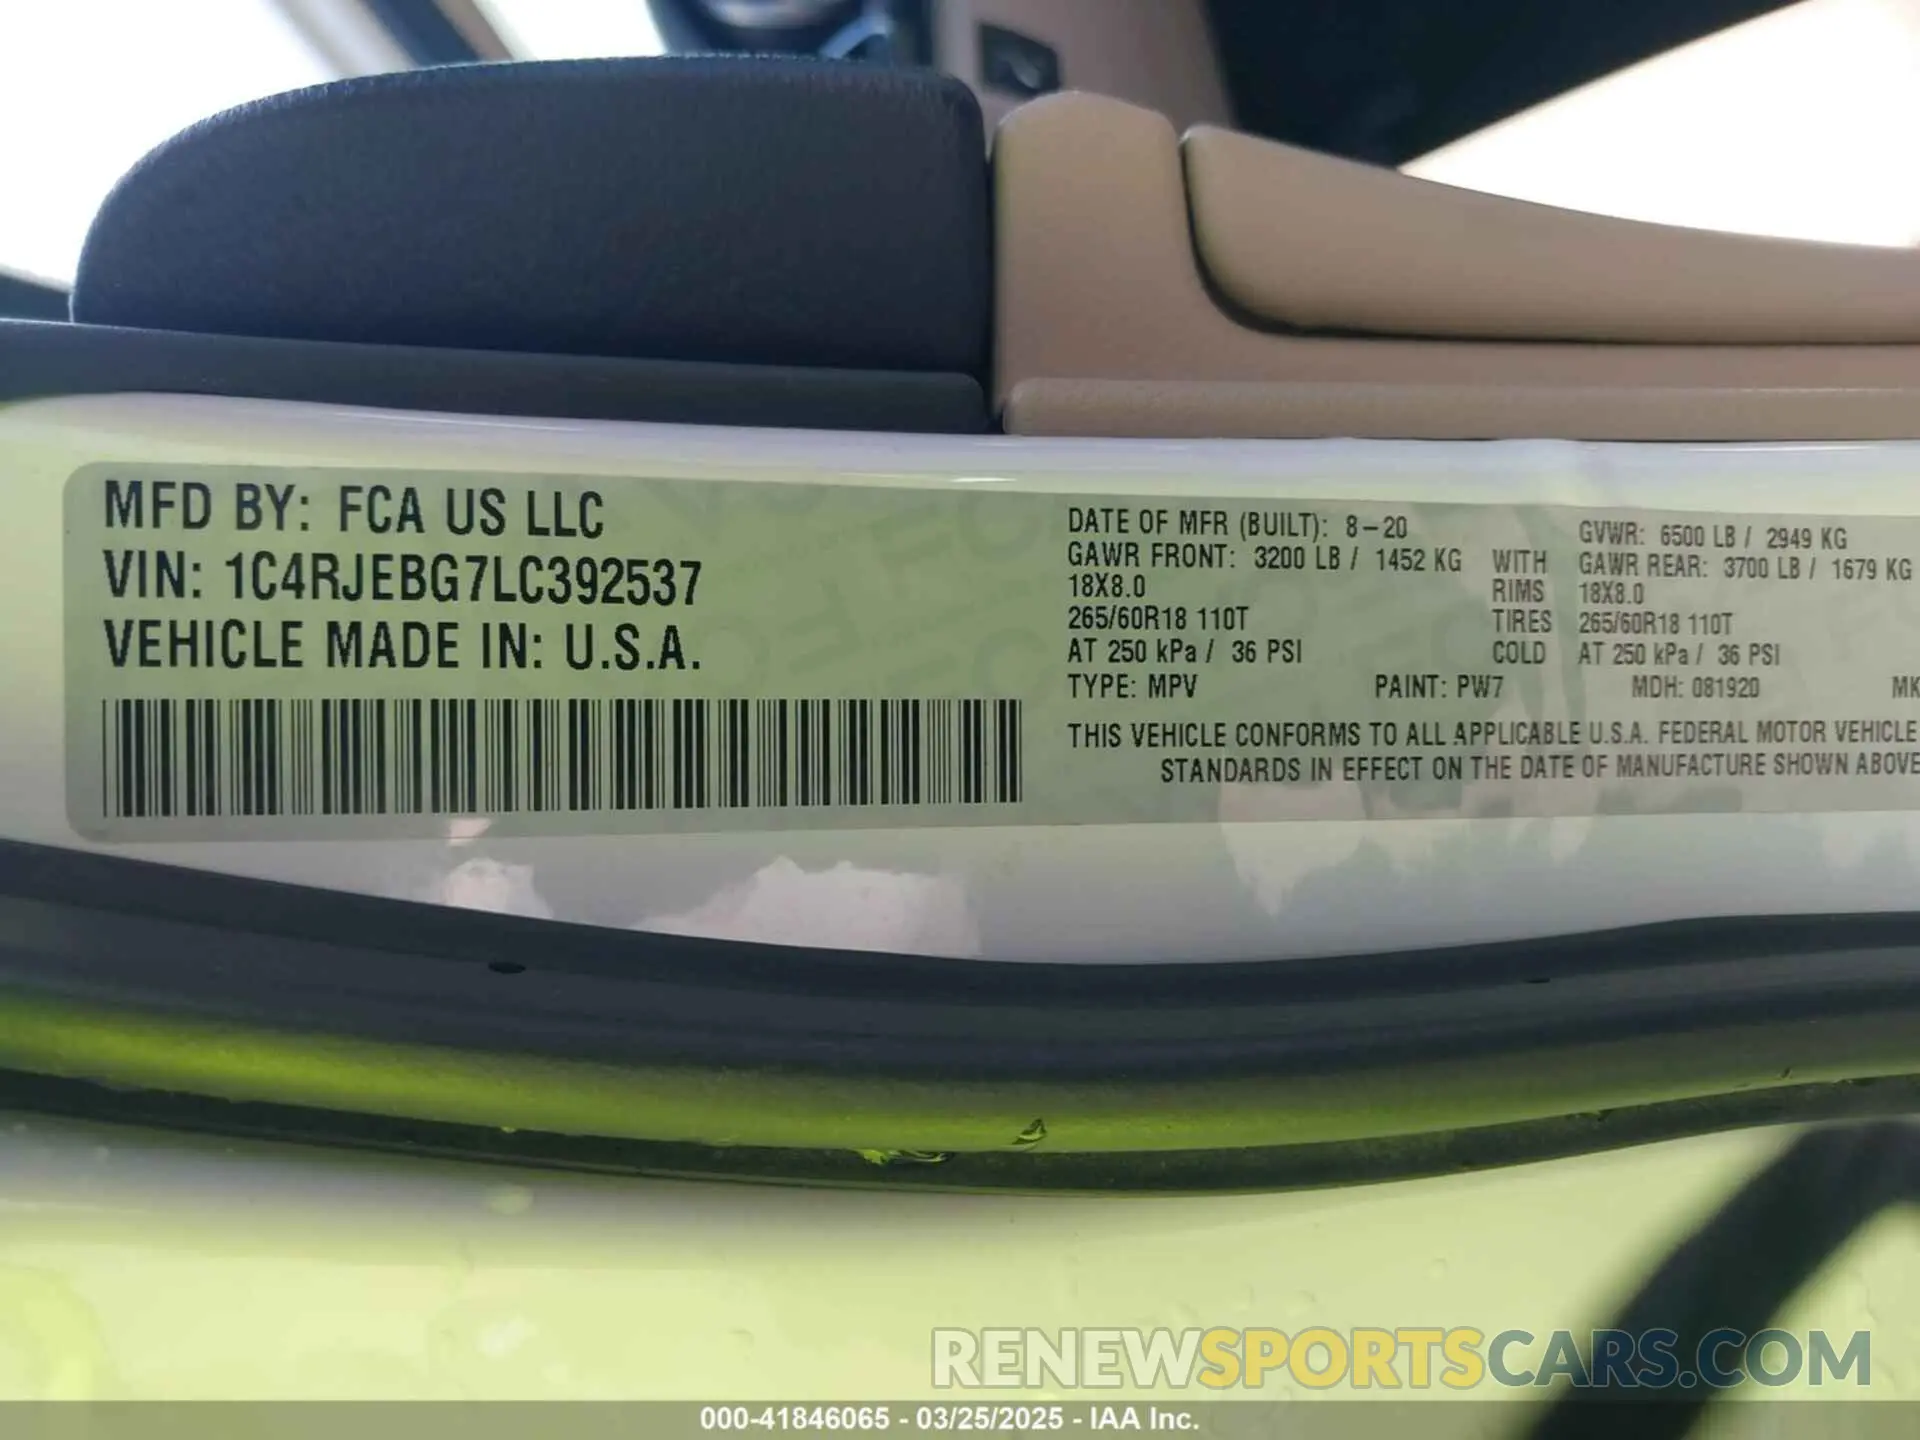 MFD BY: FCA US LLC
VIN: 1C4RJEBG7LC392537
VEHICLE MADE IN: U.S.A.
DATE OF MFR (BUILT): 8-20 GVWR: 6500 LB / 2949 KG
GAWR FRONT: 3200 LB / 1452 KG WITH GAWR REAR: 3700 LB / 1679 KG
18X8.0 RIMS 18X8.0
265/60R18 110T TIRES 265/60R18 110T
AT 250 kPa / 36 PSI COLD AT 250 kPa / 36 PSI
TYPE: MPV PAINT: PW7 MDH: 081920 MK
THIS VEHICLE CONFORMS TO ALL APPLICABLE U.S.A. FEDERAL MOTOR VEHICLE
STANDARDS IN EFFECT ON THE DATE OF MANUFACTURE SHOWN ABOVE
RENEWSPORTSCARS.COM
000-41846065 - 03/25/2025 - IAA Inc.